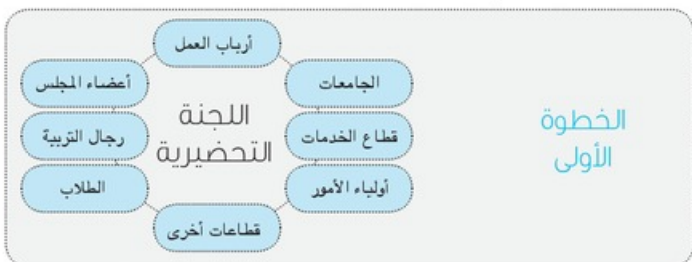 الخطوة
الأولى
أرباب العمل
الجامعات
أعضاء المجلس
اللجنة
التحضيرية
قطاع الخدمات
رجال التربية
أولياء الأمور
الطلاب
قطاعات أخرى